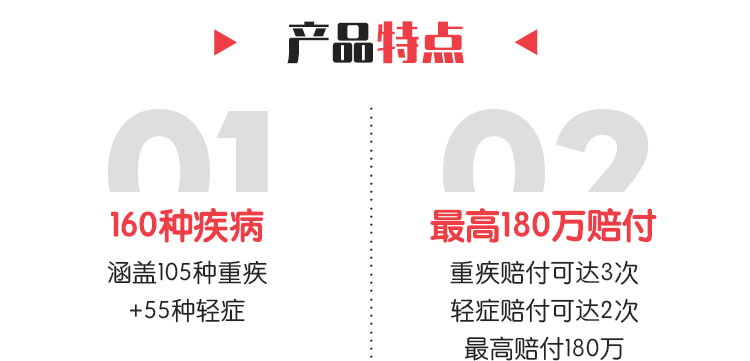 产品特点
01
160种疾病
涵盖105种重疾
+55种轻症
02
最高180万赔付
重疾赔付可达3次
轻症赔付可达2次
最高赔付180万